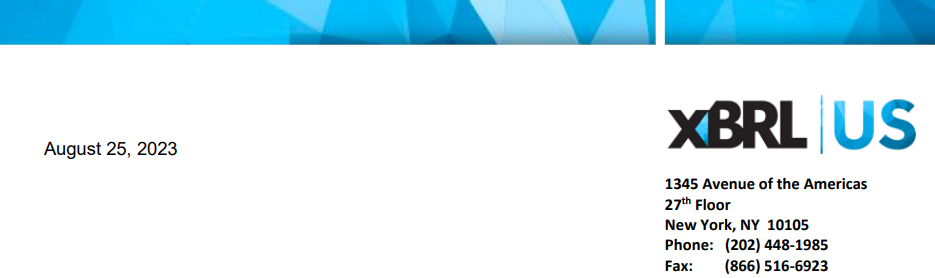 August 25, 2023
XBRL US
1345 Avenue of the Americas
27th Floor
New York, NY 10105
Phone: (202) 448-1985
Fax: (866) 516-6923